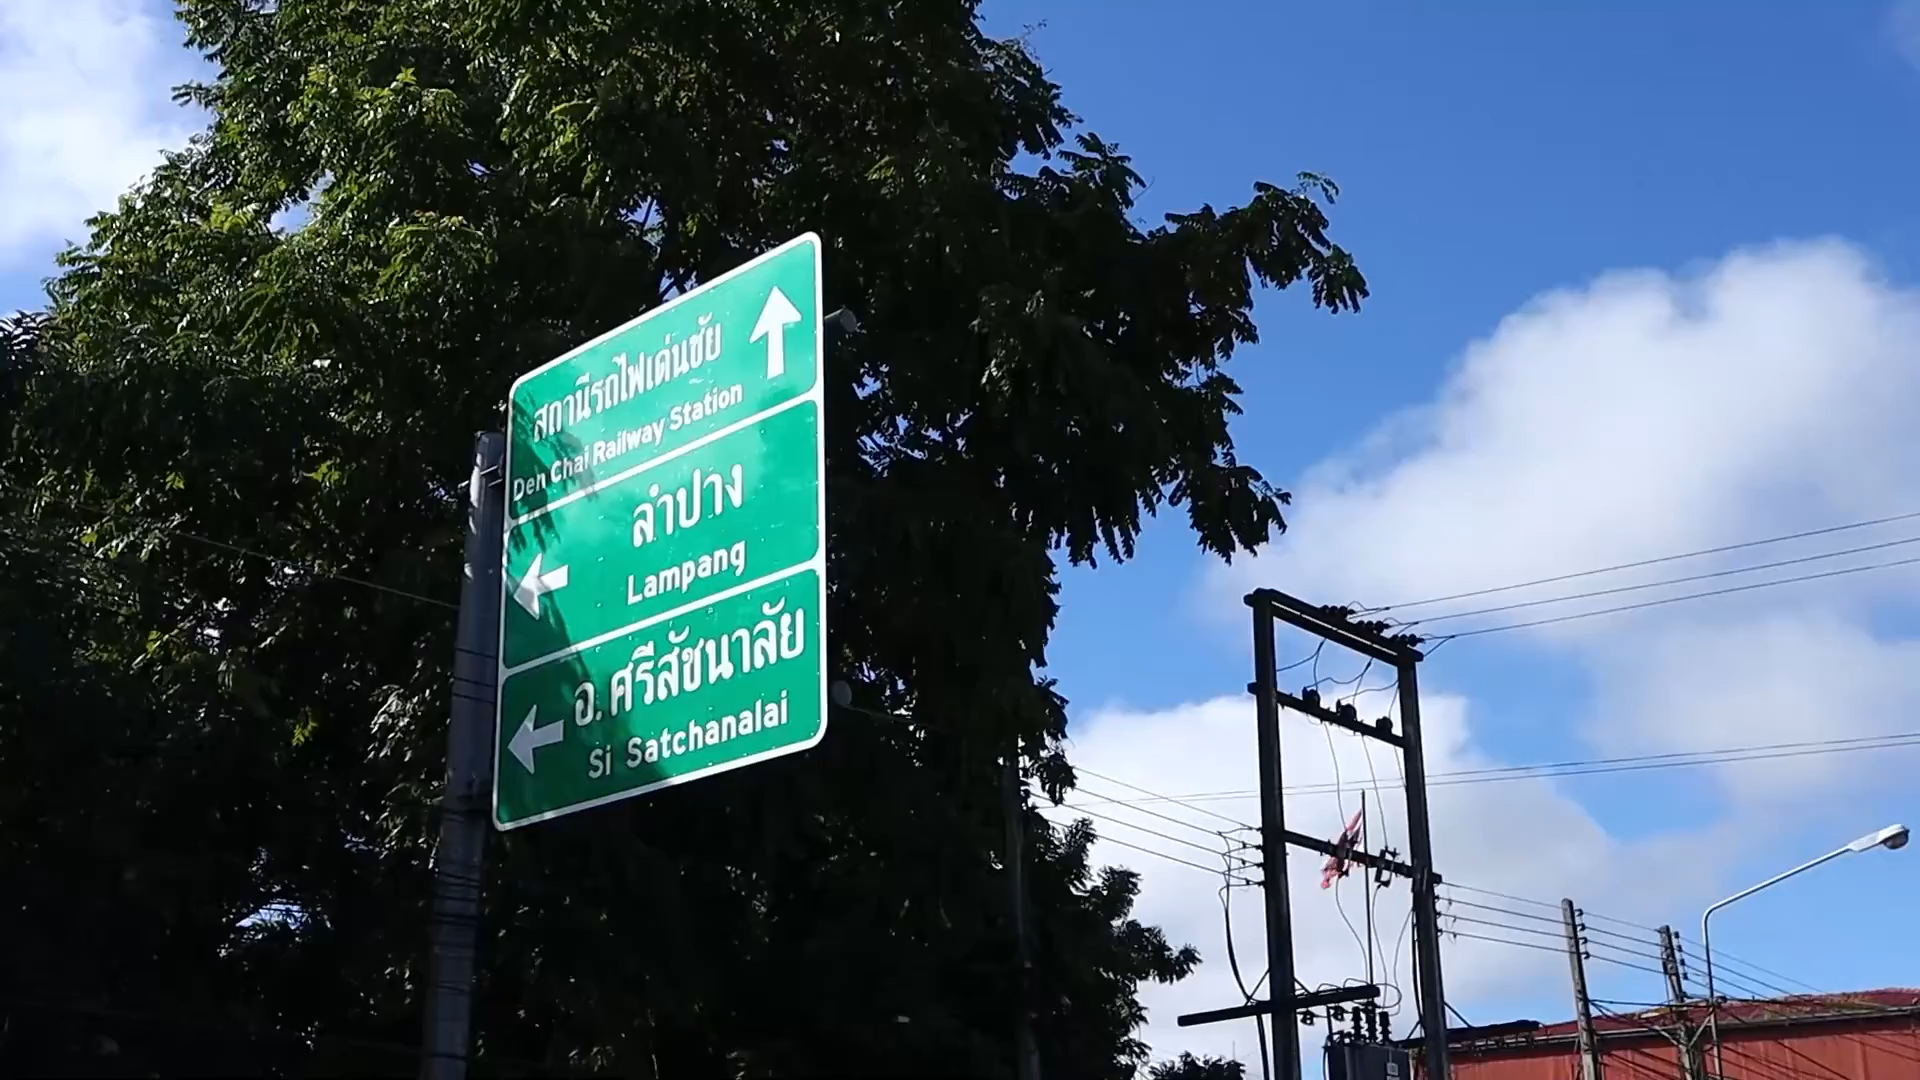 สถานีรถไฟเด่นชัย
Den Chai Railway Station
ลำปาง
Lampang
อ.ศรีสัชนาลัย
Si Satchanalai